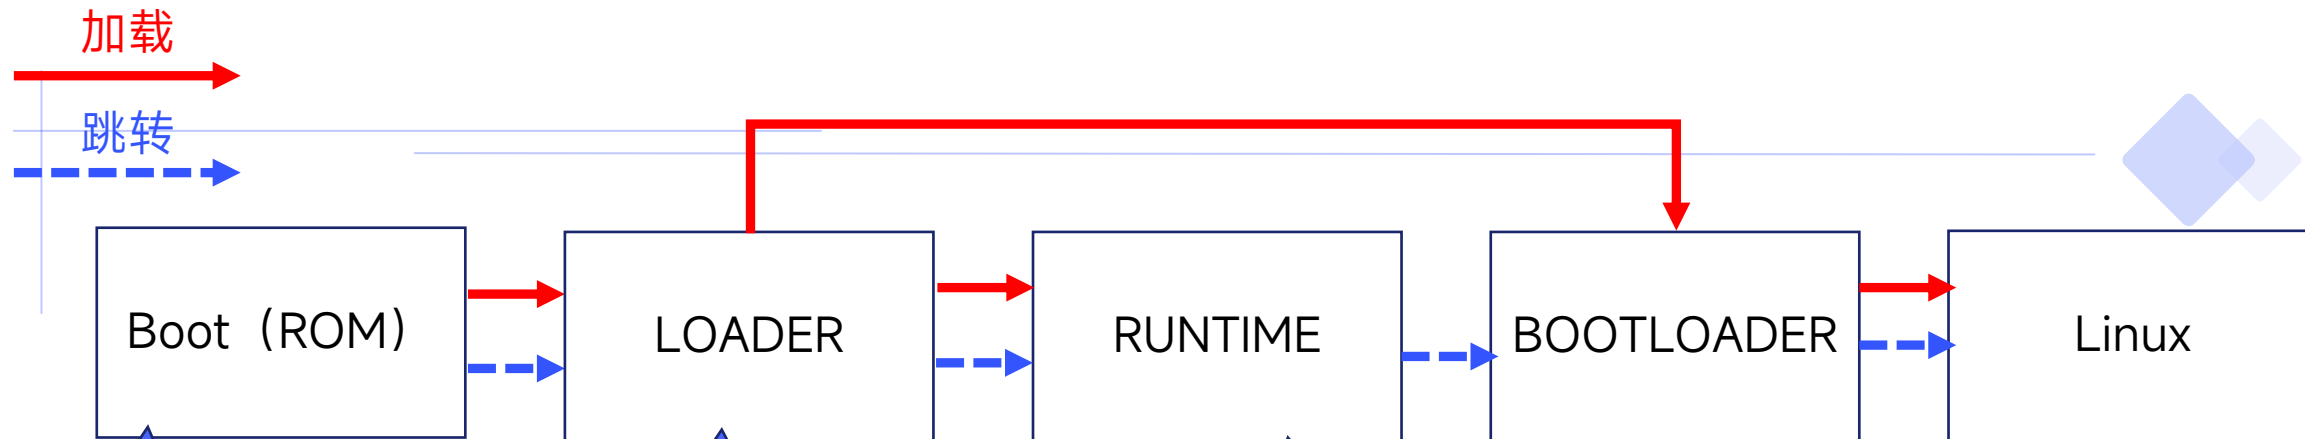 加载
跳转
Boot（ROM）
LOADER
RUNTIME
BOOTLOADER
Linux